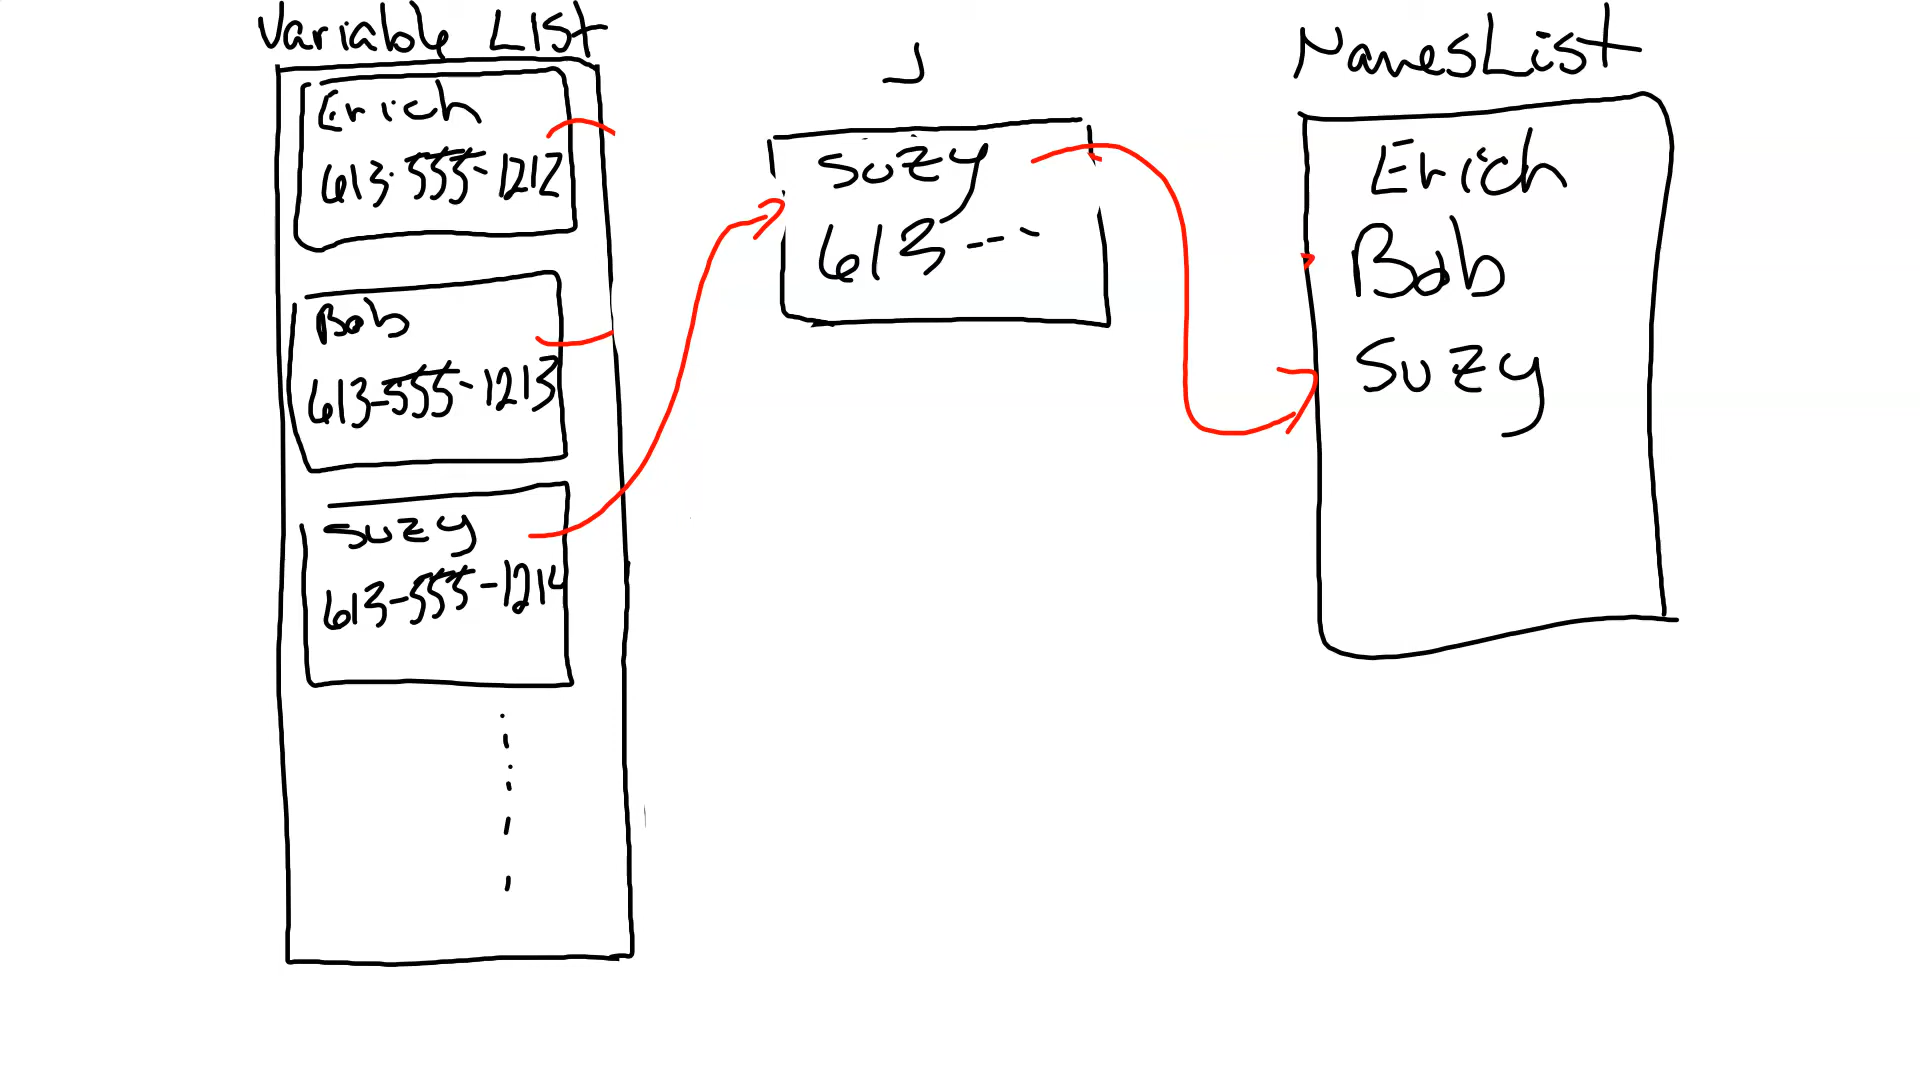 Variable List
Erich
613-555-1212
Bob
613-555-1213
Suzy
613-555-1214
J
Suzy
613---
NamesList
Erich
Bob
Suzy